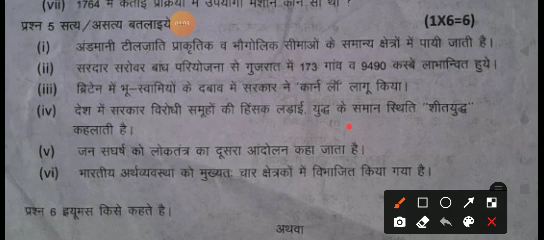 (vii) 1764 में कताई प्रक्रिया में उपयोगी मशीन कौन सी थी ?
प्रश्न 5 सत्य / असत्य बतलाइये (1X6=6)
(i) अंडमानी टीलजाति प्राकृतिक व भौगोलिक सीमाओं के समान्य क्षेत्रों में पायी जाती है।
(ii) सरदार सरोवर बांध परियोजना से गुजरात में 173 गांव व 9490 कस्बें लाभान्वित हुये।
(iii) ब्रिटेन में भू-स्वामियों के दबाव में सरकार ने 'कार्न लॉ' लागू किया।
(iv) देश में सरकार विरोधी समूहों की हिंसक लडाई, युद्ध के समान स्थिति "शीतयुद्ध"
कहलाती है।
(v) जन सघर्ष को लोकतंत्र का दूसरा आंदोलन कहा जाता है।
(vi) भारतीय अर्थव्यवस्था को मुख्यतः चार क्षेत्रकों में विभाजित किया गया है।
प्रश्न 6 हयूमस किसे कहते है।
अथवा